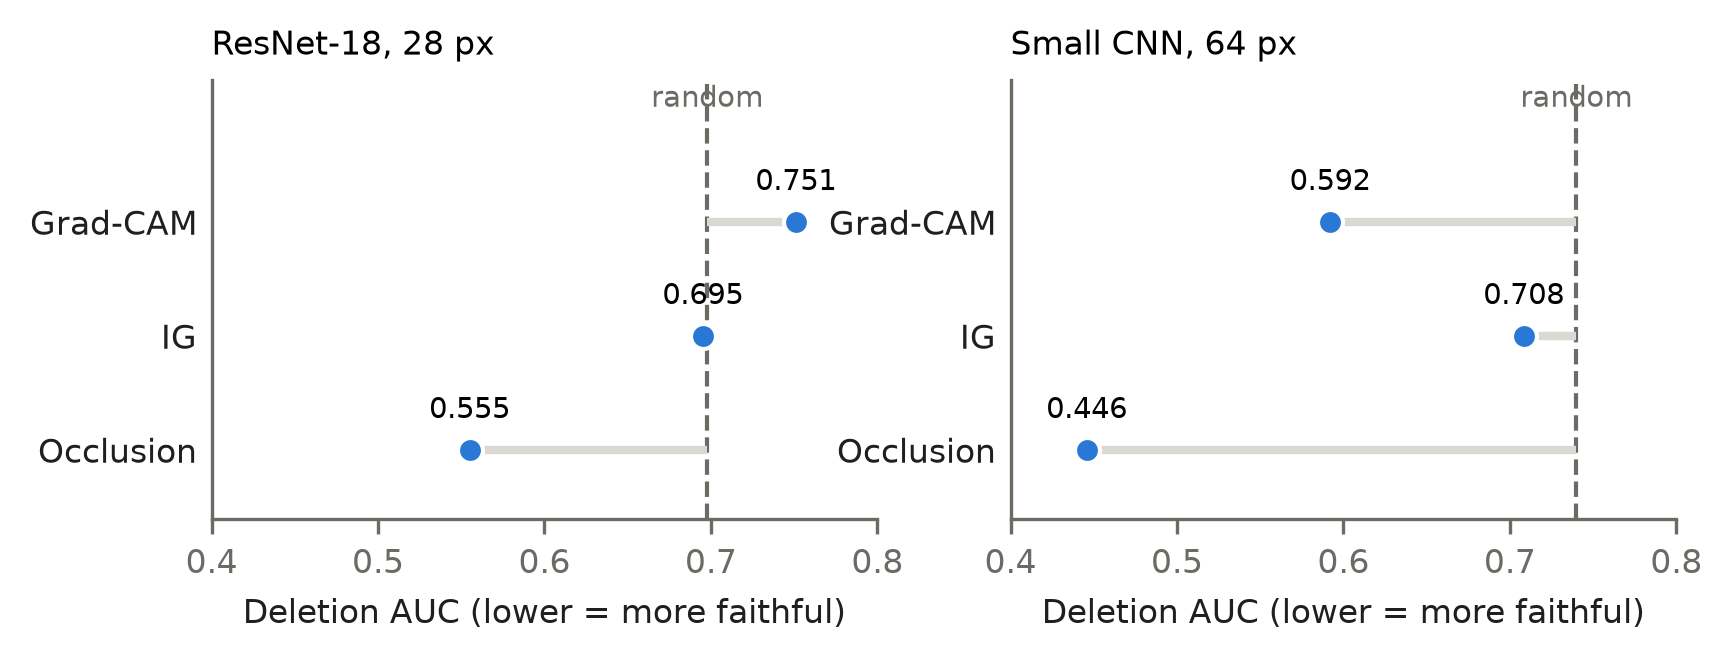 ResNet-18, 28 px
random
0.751
Grad-CAM
0.695
IG
0.555
Occlusion
0.4 0.5 0.6 0.7 0.8
Deletion AUC (lower = more faithful)
Small CNN, 64 px
random
0.592
Grad-CAM
0.708
IG
0.446
Occlusion
0.4 0.5 0.6 0.7 0.8
Deletion AUC (lower = more faithful)